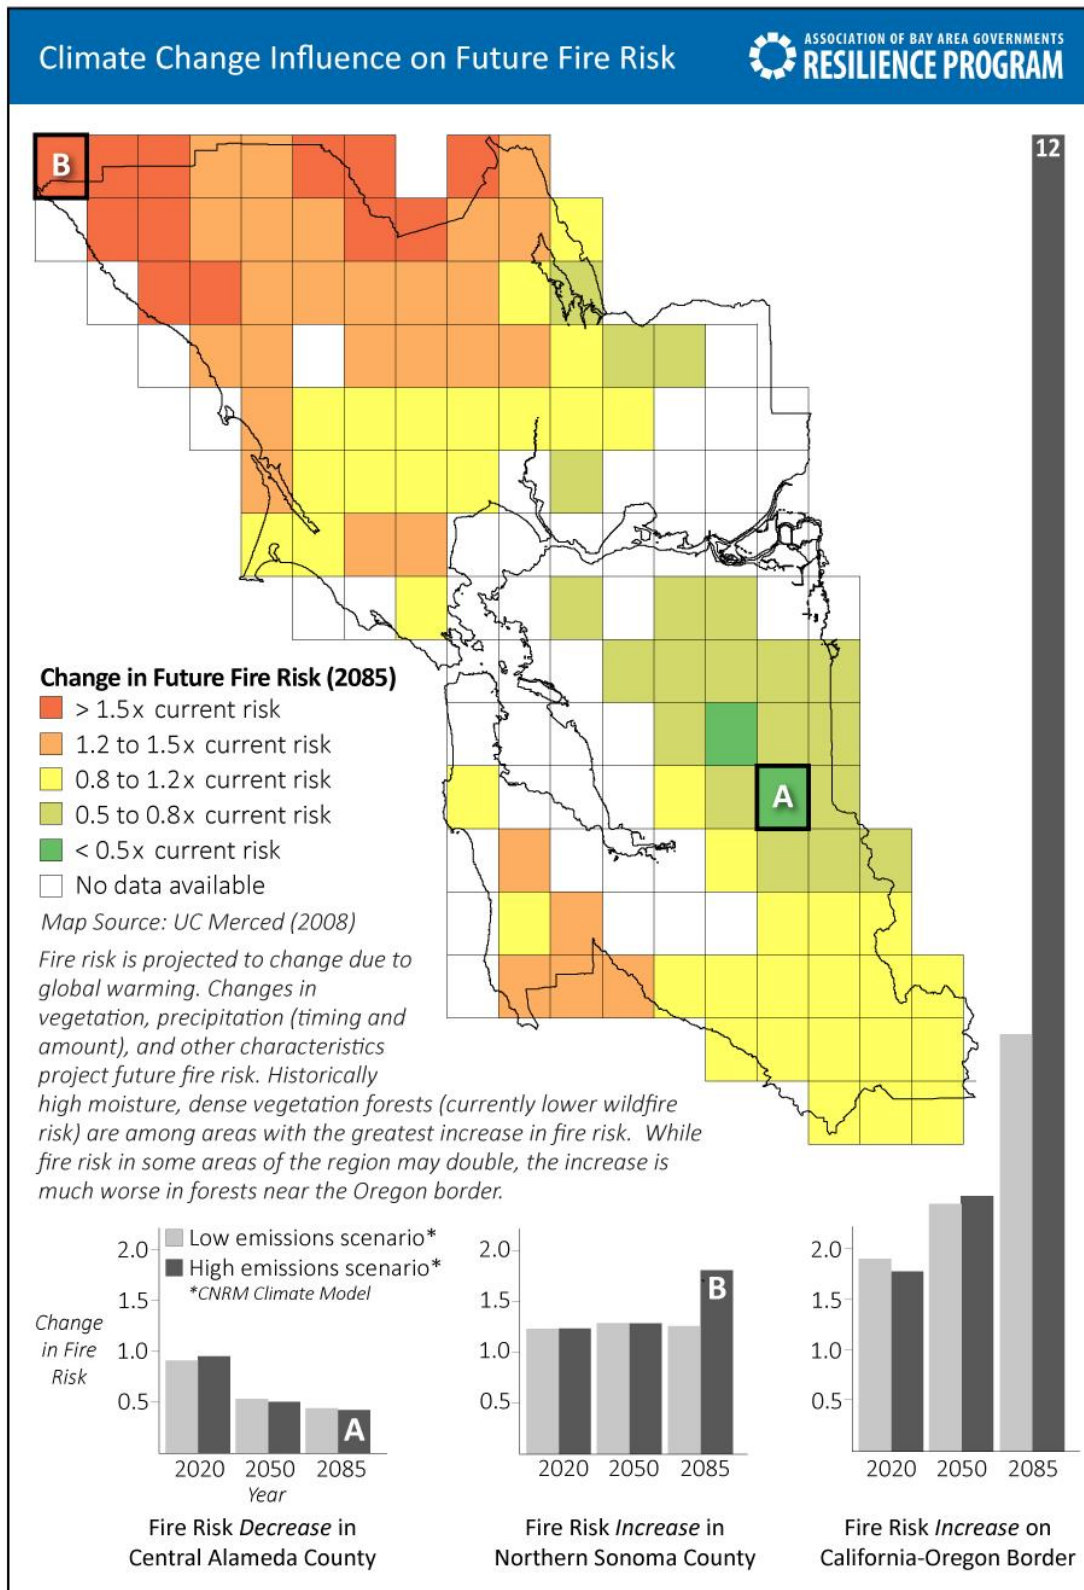 Climate Change Influence on Future Fire Risk
ASSOCIATION OF BAY AREA GOVERNMENTS
RESILIENCE PROGRAM
B
12
A
Change in Future Fire Risk (2085)
> 1.5x current risk
1.2 to 1.5x current risk
0.8 to 1.2x current risk
0.5 to 0.8x current risk
< 0.5x current risk
No data available
Map Source: UC Merced (2008)
Fire risk is projected to change due to
global warming. Changes in
vegetation, precipitation (timing and
amount), and other characteristics
project future fire risk. Historically
high moisture, dense vegetation forests (currently lower wildfire
risk) are among areas with the greatest increase in fire risk. While
fire risk in some areas of the region may double, the increase is
much worse in forests near the Oregon border.
Low emissions scenario*
High emissions scenario*
*CNRM Climate Model
Change
in Fire
Risk
2.0
1.5
1.0
0.5
A
2020 2050 2085
Year
Fire Risk Decrease in
Central Alameda County
2.0
1.5
1.0
0.5
B
2020 2050 2085
Fire Risk Increase in
Northern Sonoma County
2.0
1.5
1.0
0.5
2020 2050 2085
Fire Risk Increase on
California-Oregon Border